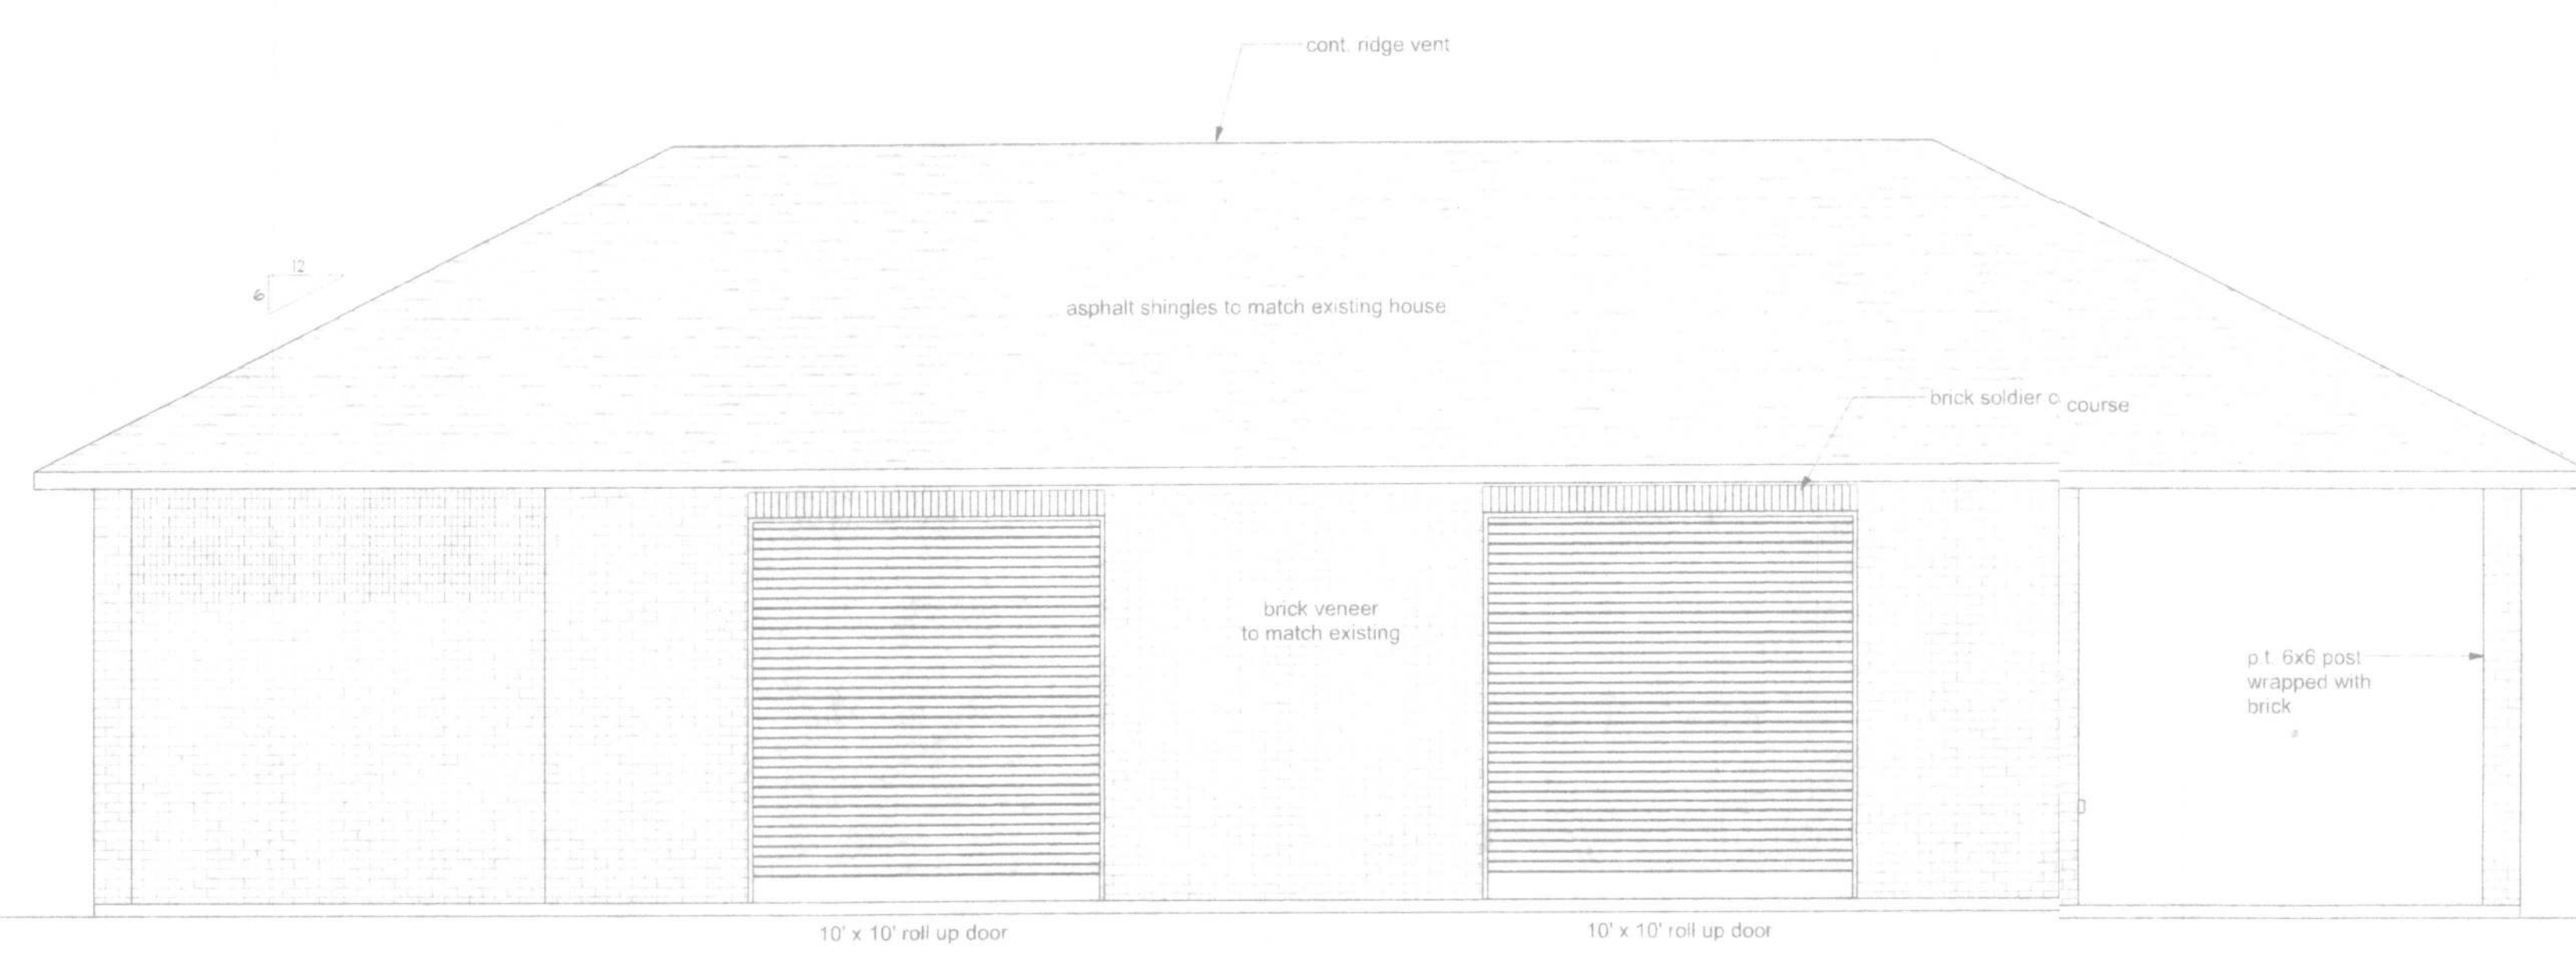 cont. ridge vent
12
6
asphalt shingles to match existing house
brick soldier c course
brick veneer
to match existing
p.t. 6x6 post
wrapped with
brick
10' x 10' roll up door
10' x 10' roll up door